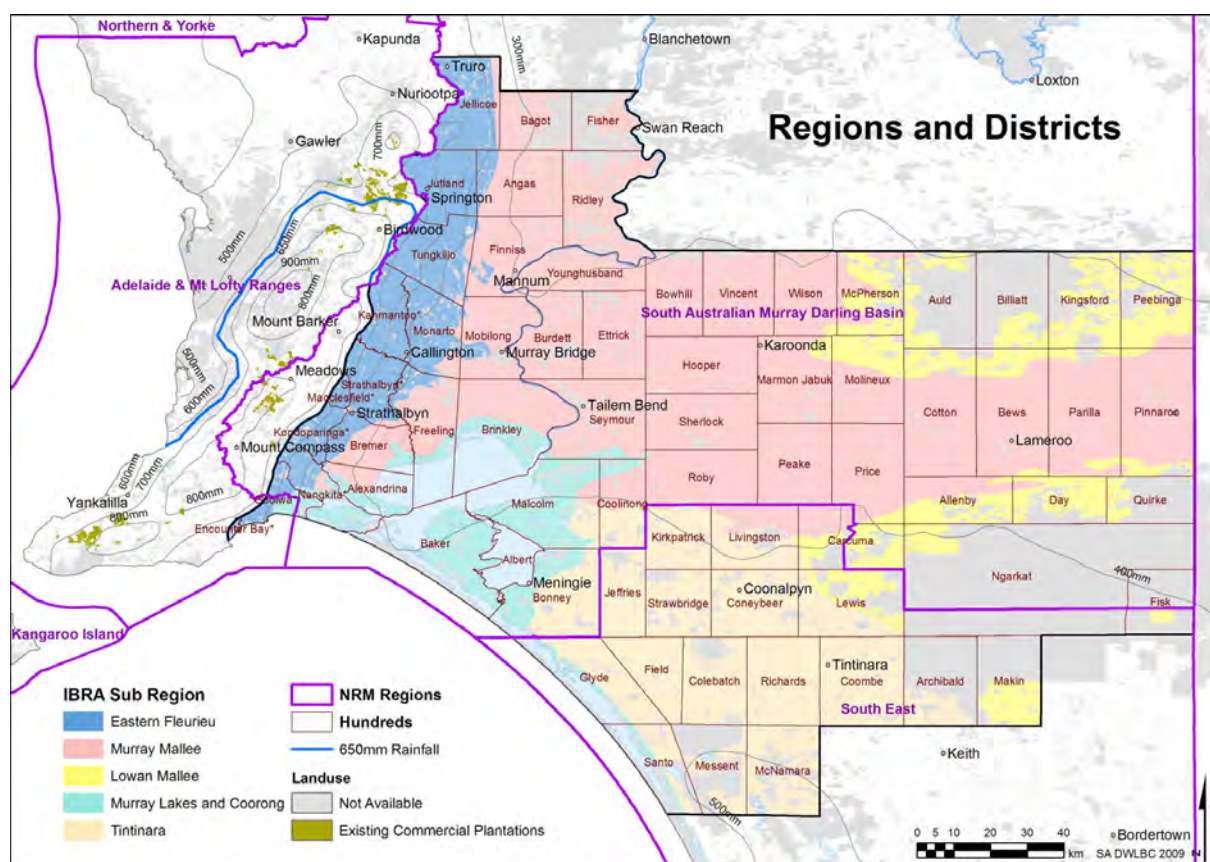 Northern & Yorke
Kapunda
Blanchetown
300mm
Truro
Loxton
Nuriootpa
Jellicoe
Regions and Districts
Bagot
Fisher
Swan Reach
700mm
Gawler
Jutland
Angas
Springton
Ridley
650mm
Birdwood
500mm
900mm
Tungkillo
Finniss
Younghusband
Mannum
Adelaide & Mt Lofty Ranges
800mm
Bowhill
Vincent
Wilson
McPherson
Auld
Billiatt
Kingsford
Peebinga
South Australian Murray Darling Basin
Mount Barker
Kanmantoo*
Monarto
Mobilong
Burdett
Ettrick
Callington
Murray Bridge
Karoonda
500mm
Hooper
Meadows
Marmon Jabuk
Molineux
600mm
Strathalbyn*
Macclesfield*
Strathalbyn
Tailem Bend
Cotton
Bews
Parilla
Pinnaroo
Kondoparinga*
Freeling
Brinkley
Seymour
Sherlock
Lameroo
Mount Compass
Bremer
600mm
700mm
Peake
Price
Roby
Yankalilla
800mm
Nangkita*
Alexandrina
Malcolm
Coolinong
Allenby
Day
Quirke
Goolwa
800mm
Encounter Bay*
Baker
Kirkpatrick
Livingston
Carcuma
Albert
Ngarkat
400mm
Meningie
Bonney
Jeffries
Coonalpyn
Strawbridge
Coneybeer
Lewis
Fisk
Kangaroo Island
Glyde
Field
Colebatch
Richards
Tintinara
Coombe
Archibald
Makin
South East
Santo
Messent
McNamara
Keith
500mm
IBRA Sub Region
Eastern Fleurieu
Murray Mallee
Lowan Mallee
Murray Lakes and Coorong
Tintinara
NRM Regions
Hundreds
650mm Rainfall
Landuse
Not Available
Existing Commercial Plantations
0 5 10 20 30 40
km
Bordertown
SA DWLBC 2009
N